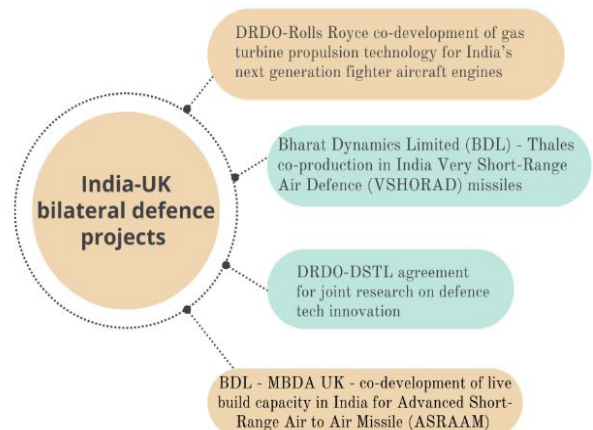 DRDO-Rolls Royce co-development of gas
turbine propulsion technology for India's
next generation fighter aircraft engines
India-UK
bilateral defence
projects
Bharat Dynamics Limited (BDL) - Thales
co-production in India Very Short-Range
Air Defence (VSHORAD) missiles
DRDO-DSTL agreement
for joint research on defence
tech innovation
BDL - MBDA UK - co-development of live
build capacity in India for Advanced Short-
Range Air to Air Missile (ASRAAM)